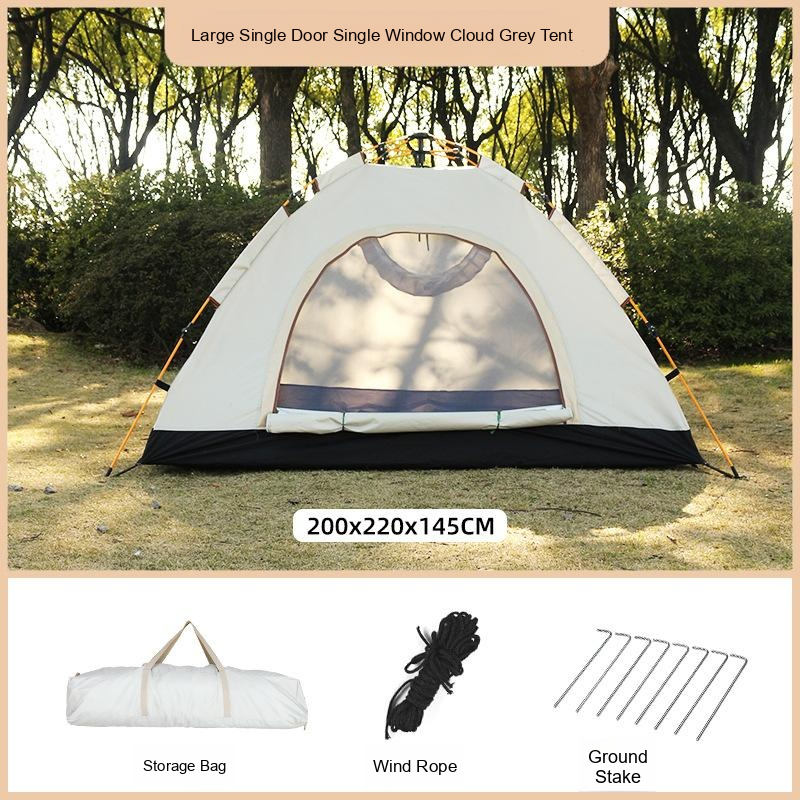 Large Single Door Single Window Cloud Grey Tent
200x220x145CM
Storage Bag
Wind Rope
Ground
Stake